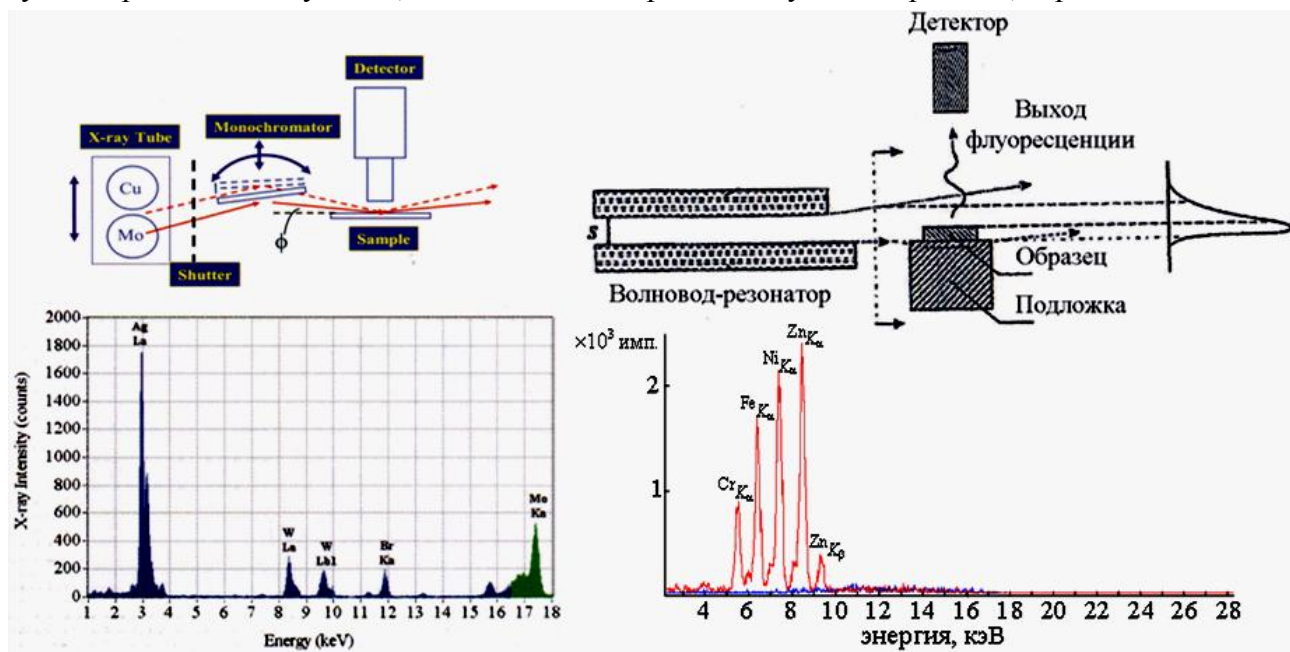 Detector
Monochromator
X-ray Tube
Cu
Mo
ϕ
Sample
Shutter
Детектор
Выход
флуоресценции
s
Образец
Волновод-резонатор
Подложка
2000
1800
1600
1400
1200
1000
800
600
400
200
0
X-ray Intensity (counts)
Ag
La
W
La
W
Lb1
Br
Ka
Mo
Ka
1 2 3 4 5 6 7 8 9 10 11 12 13 14 15 16 17 18
Energy (keV)
×10³ имп.
2
1
Cr Kα
Fe Kα
Ni Kα
Zn Kα
Zn Kβ
4 6 8 10 12 14 16 18 20 22 24 26 28
энергия, кэВ